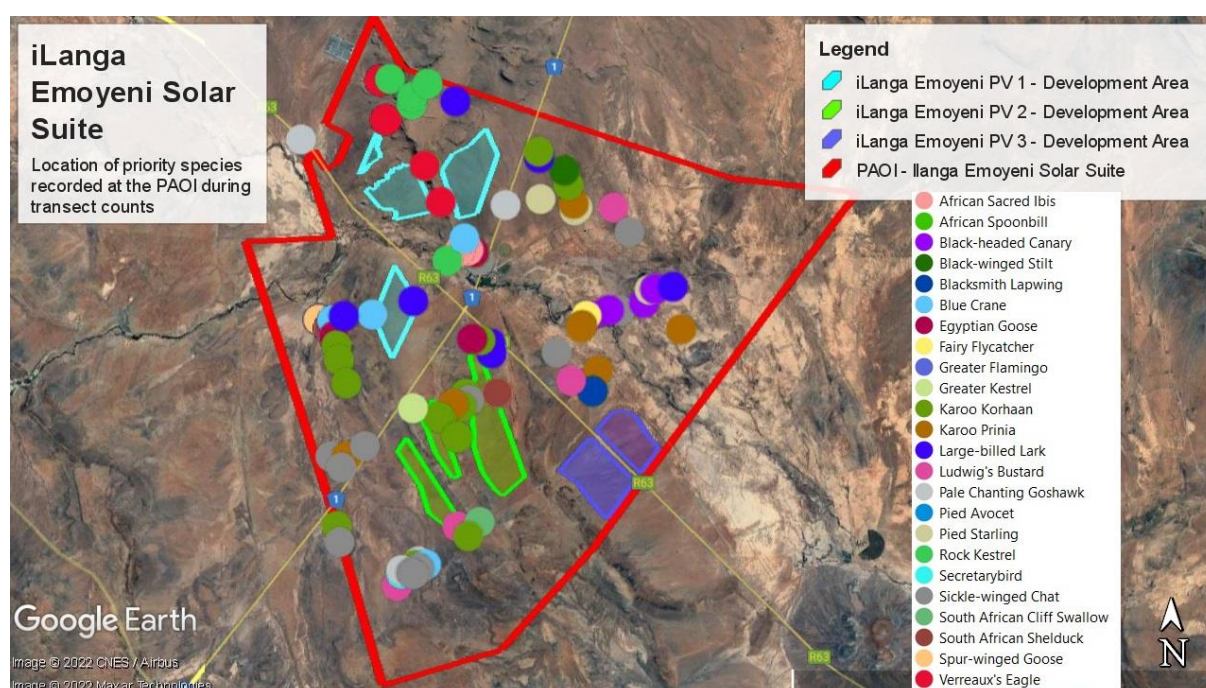 iLanga
Emoyeni Solar
Suite
Location of priority species
recorded at the PAOI during
transect counts
Legend
iLanga Emoyeni PV 1 - Development Area
iLanga Emoyeni PV 2 - Development Area
iLanga Emoyeni PV 3 - Development Area
PAOI - Ilanga Emoyeni Solar Suite
African Sacred Ibis
African Spoonbill
Black-headed Canary
Black-winged Stilt
Blacksmith Lapwing
Blue Crane
Egyptian Goose
Fairy Flycatcher
Greater Flamingo
Greater Kestrel
Karoo Korhaan
Karoo Prinia
Large-billed Lark
Ludwig's Bustard
Pale Chanting Goshawk
Pied Avocet
Pied Starling
Rock Kestrel
Secretarybird
Sickle-winged Chat
South African Cliff Swallow
South African Shelduck
Spur-winged Goose
Verreaux's Eagle
1
R63
R63
1
R63
1
R63
Google Earth
Image © 2022 CNES / Airbus
Image © 2022 Maxar Technologies
N